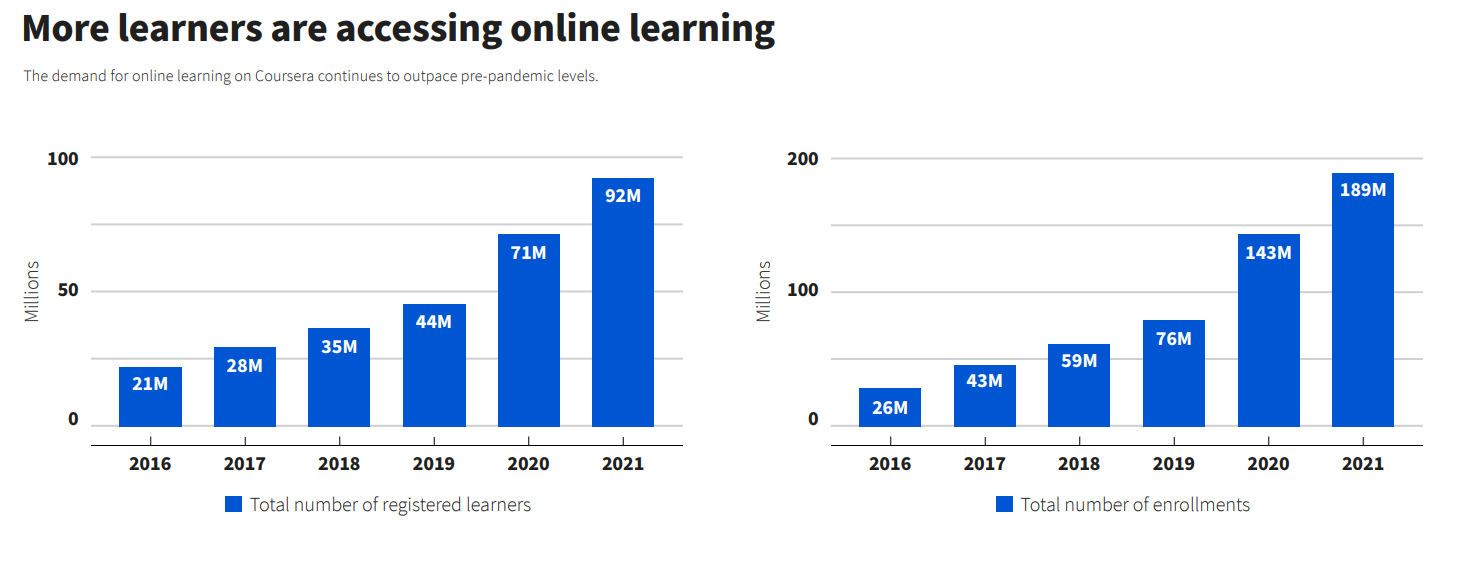 More learners are accessing online learning
The demand for online learning on Coursera continues to outpace pre-pandemic levels.
Millions
100
50
0
21M
28M
35M
44M
71M
92M
2016 2017 2018 2019 2020 2021
Total number of registered learners
Millions
200
100
0
26M
43M
59M
76M
143M
189M
2016 2017 2018 2019 2020 2021
Total number of enrollments